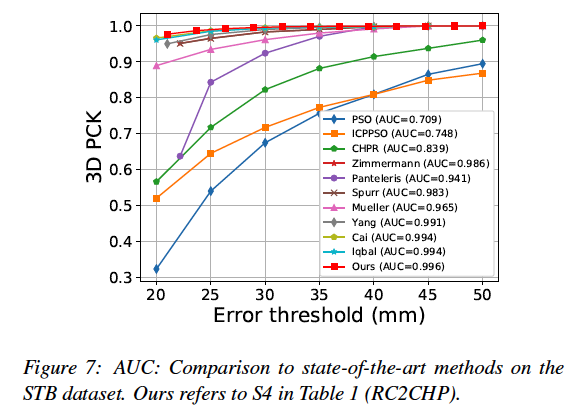 1.0
0.9
0.8
0.7
0.6
0.5
0.4
0.3
3D PCK
PSO (AUC=0.709)
ICPPSO (AUC=0.748)
CHPR (AUC=0.839)
Zimmermann (AUC=0.986)
Panteleris (AUC=0.941)
Spurr (AUC=0.983)
Mueller (AUC=0.965)
Yang (AUC=0.991)
Cai (AUC=0.994)
Iqbal (AUC=0.994)
Ours (AUC=0.996)
20 25 30 35 40 45 50
Error threshold (mm)
Figure 7: AUC: Comparison to state-of-the-art methods on the
STB dataset. Ours refers to S4 in Table 1 (RC2CHP).